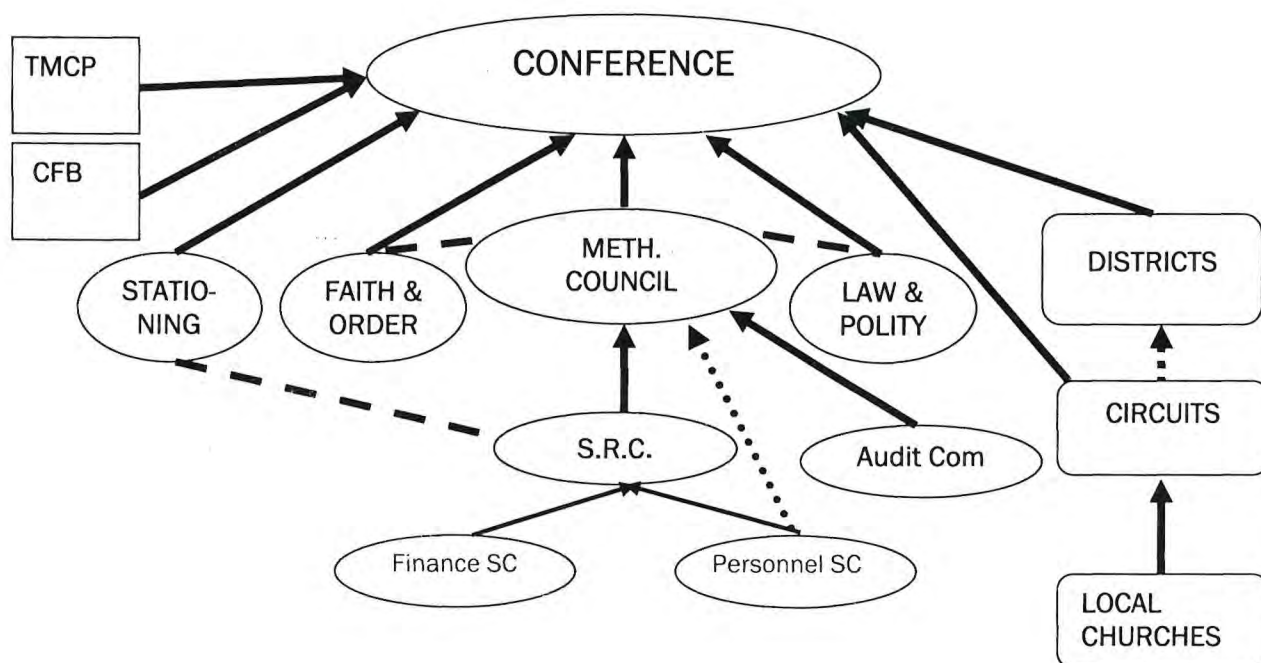 CONFERENCE
TMCP
CFB
METH.
COUNCIL
STATIO-
NING
FAITH &
ORDER
LAW &
POLITY
DISTRICTS
CIRCUITS
S.R.C.
Audit Com
Finance SC
Personnel SC
LOCAL
CHURCHES